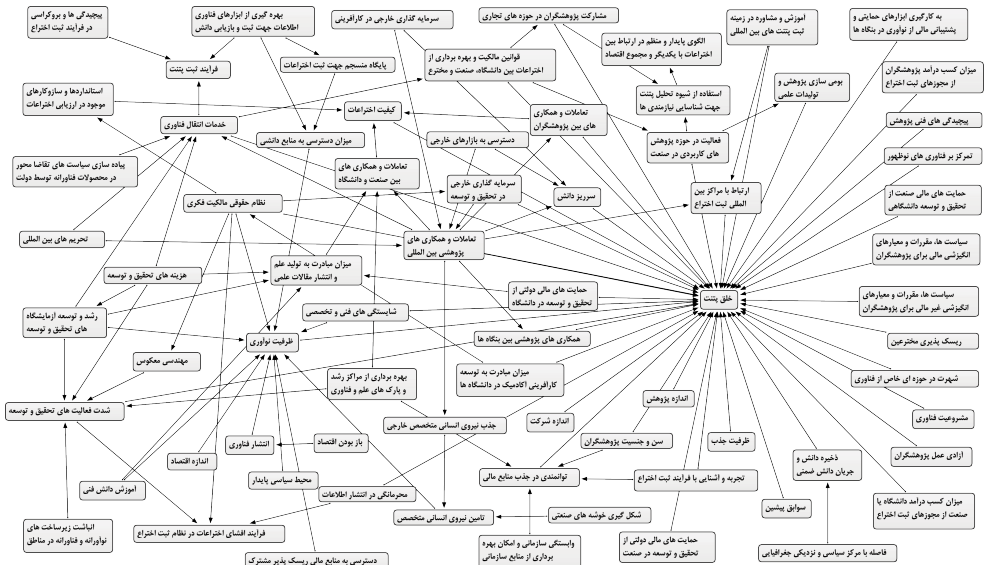 پیچیدگی ها و بروکراسی
در فرایند ثبت اختراع
بهره گیری از ابزارهای فناوری
اطلاعات جهت ثبت و بازیابی دانش
سرمایه گذاری خارجی در کارآفرینی
مشارکت پژوهشگران در حوزه های تجاری
آموزش و مشاوره در زمینه
ثبت پتنت های بین المللی
به کارگیری ابزارهای حمایتی و
پشتیبانی مالی از نوآوری در بنگاه ها
الگوی پایدار و منظم در ارتباط بین
اختراعات با یکدیگر و مجموع اقتصاد
فرآیند ثبت پتنت
پایگاه منسجم جهت ثبت اختراعات
قوانین مالکیت و بهره برداری از
اختراعات بین دانشگاه، صنعت و مخترع
میزان کسب درآمد پژوهشگران
از مجوزهای ثبت اختراع
بومی سازی پژوهش و
تولیدات علمی
استانداردها و سازوکارهای
موجود در ارزیابی اختراعات
کیفیت اختراعات
استفاده از شیوه تحلیل پتنت
جهت شناسایی نیازمندی ها
تعاملات و همکاری
های بین پژوهشگران
پیچیدگی های فنی پژوهش
خدمات انتقال فناوری
میزان دسترسی به منابع دانشی
دسترسی به بازارهای خارجی
فعالیت در حوزه پژوهش
های کاربردی در صنعت
تمرکز بر فناوری های نوظهور
پیاده سازی سیاست های تقاضا محور
در محصولات فناورانه توسط دولت
تعاملات و همکاری های
بین صنعت و دانشگاه
سرمایه گذاری خارجی
در تحقیق و توسعه
سرریز دانش
ارتباط با مراکز بین
المللی ثبت اختراع
حمایت های مالی صنعت از
تحقیق و توسعه دانشگاهی
نظام حقوقی مالکیت فکری
تحریم های بین المللی
تعاملات و همکاری های
پژوهشی بین المللی
سیاست ها، مقررات و معیارهای
انگیزشی مالی برای پژوهشگران
هزینه های تحقیق و توسعه
میزان مبادرت به تولید علم
و انتشار مقالات علمی
حمایت های مالی دولتی از
تحقیق و توسعه در دانشگاه
خلق پتنت
سیاست ها، مقررات و معیارهای
انگیزشی غیر مالی برای پژوهشگران
رشد و توسعه آزمایشگاه
های تحقیق و توسعه
شایستگی های فنی و تخصصی
ظرفیت نوآوری
همکاری های پژوهشی بین بنگاه ها
ریسک پذیری مخترعین
مهندسی معکوس
میزان مبادرت به توسعه
کارآفرینی آکادمیک در دانشگاه ها
بهره برداری از مراکز رشد
و پارک های علم و فناوری
شهرت در حوزه ای خاص از فناوری
اندازه پژوهش
شدت فعالیت های تحقیق و توسعه
جذب نیروی انسانی متخصص خارجی
اندازه شرکت
مشروعیت فناوری
انتشار فناوری
باز بودن اقتصاد
سن و جنسیت پژوهشگران
ظرفیت جذب
آزادی عمل پژوهشگران
اندازه اقتصاد
ذخیره دانش و
جریان دانش ضمنی
محیط سیاسی پایدار
توانمندی در جذب منابع مالی
تجربه و آشنایی با فرآیند ثبت اختراع
آموزش دانش فنی
محرمانگی در انتشار اطلاعات
سوابق پیشین
میزان کسب درآمد دانشگاه یا
صنعت از مجوزهای ثبت اختراع
تامین نیروی انسانی متخصص
شکل گیری خوشه های صنعتی
انباشت زیرساخت های
نوآورانه و فناورانه در مناطق
فرآیند افشای اختراعات در نظام ثبت اختراع
وابستگی سازمانی و امکان بهره
برداری از منابع سازمانی
حمایت های مالی دولتی از
تحقیق و توسعه در صنعت
فاصله با مرکز سیاسی و نزدیکی جغرافیایی
دسترسی به منابع مالی ریسک پذیر مشترک